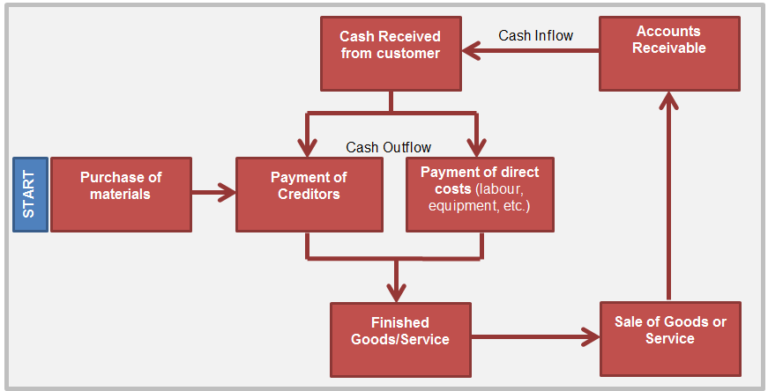 Cash Received
from customer
Cash Inflow
Accounts
Receivable
Cash Outflow
START
Purchase of
materials
Payment of
Creditors
Payment of direct
costs (labour,
equipment, etc.)
Finished
Goods/Service
Sale of Goods or
Service